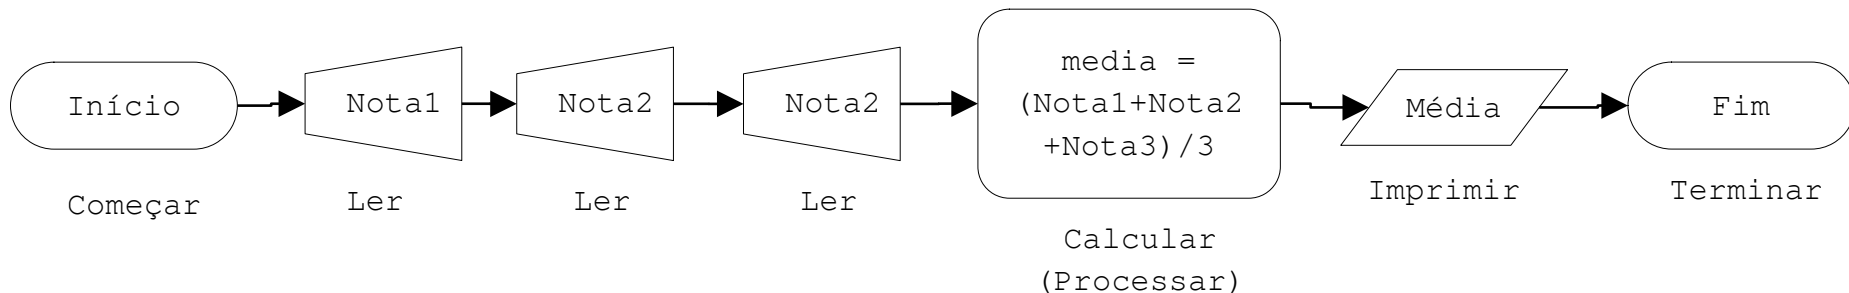 Início
Nota1
Nota2
Nota2
media =
(Nota1+Nota2
+Nota3)/3
Média
Fim
Começar
Ler
Ler
Ler
Calcular
(Processar)
Imprimir
Terminar